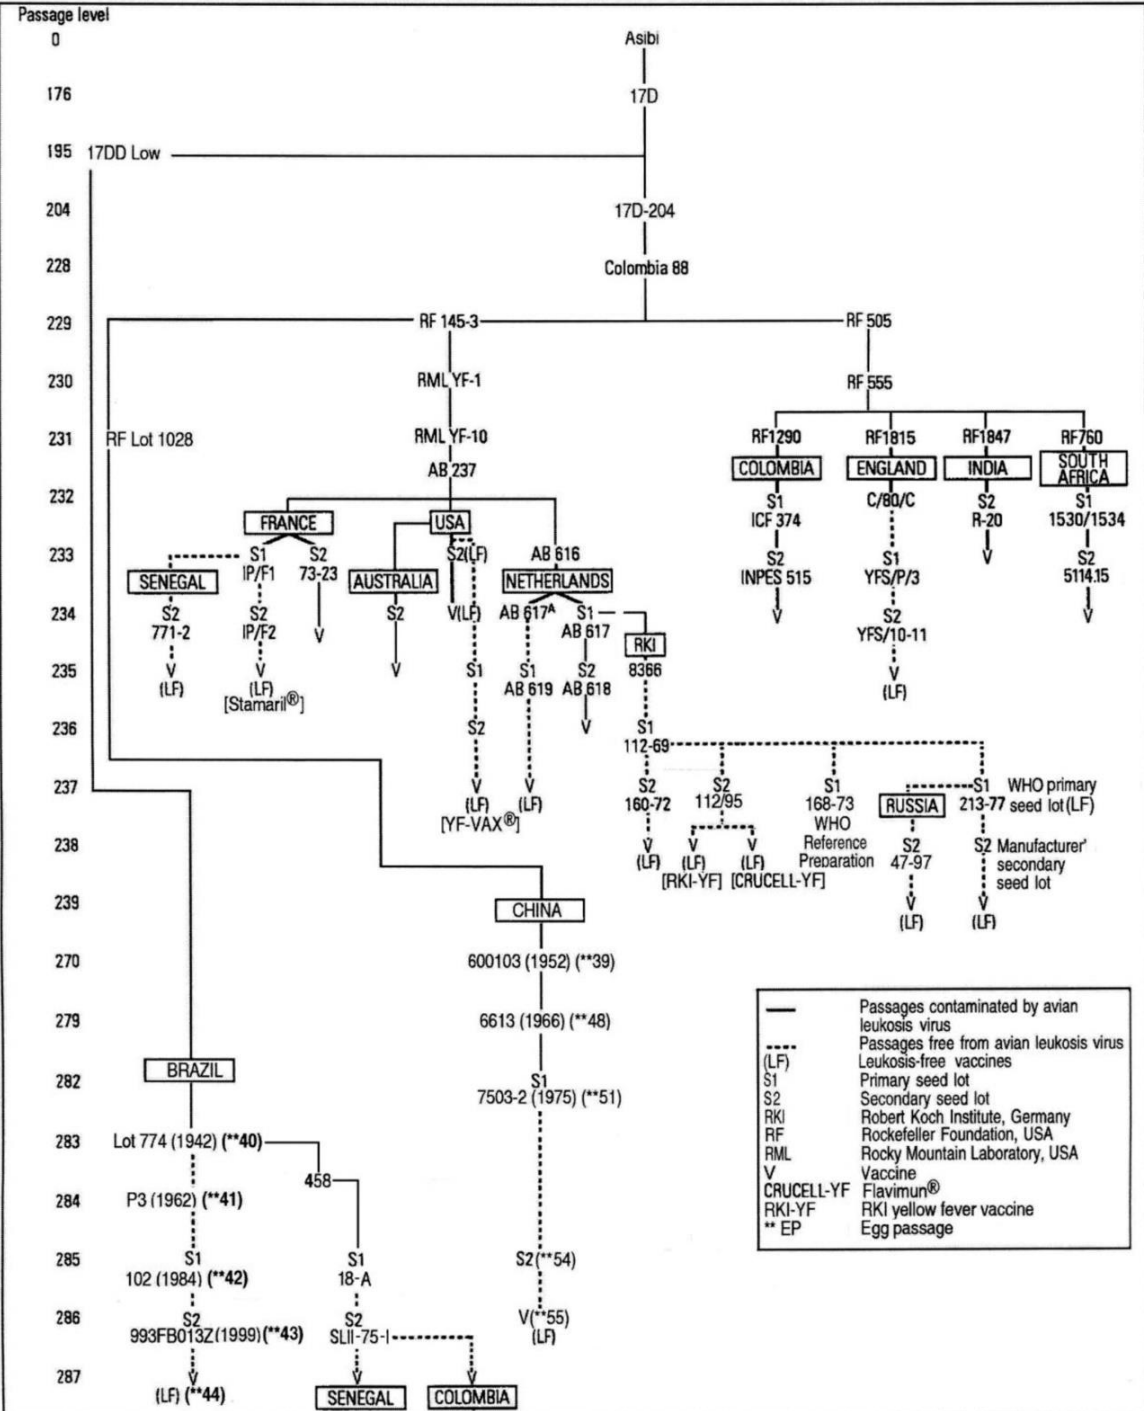 Passage level
0 Asibi
176 17D
195 17DD Low
204 17D-204
228 Colombia 88
229 RF 145-3 RF 505
230 RML YF-1 RF 555
231 RF Lot 1028 RML YF-10 RF1290 RF1815 RF1847 RF760
AB 237 COLOMBIA ENGLAND INDIA SOUTH AFRICA
232 S1 C/80/C S2 S1
FRANCE USA ICF 374 R-20 1530/1534
233 S1 S2 S2(LF) AB 616 S2 S1 V S2
SENEGAL IP/F1 73-23 AUSTRALIA NETHERLANDS INPES 515 YFS/P/3 5114.15
234 S2 S2 S2 V(LF) AB 617A S1 V S2 V
771-2 IP/F2 V AB 617 YFS/10-11
RKI
235 V V V S1 S1 S2 8366 V
(LF) (LF) AB 619 AB 618 (LF)
[Stamaril®]
236 S2 V S1
112-69
237 V V S2 S2 S1 S1 WHO primary
(LF) (LF) 160-72 112/95 168-73 RUSSIA 213-77 seed lot (LF)
[YF-VAX®] WHO
238 V V V Reference S2 S2 Manufacturer'
(LF) (LF) (LF) Preparation 47-97 secondary
[RKI-YF] [CRUCELL-YF] seed lot
239 V V
CHINA (LF) (LF)
270 600103 (1952) (**39)
279 6613 (1966) (**48)
282 S1
BRAZIL 7503-2 (1975) (**51)
283 Lot 774 (1942) (**40)
458
284 P3 (1962) (**41)
285 S1 S1 S2 (**54)
102 (1984) (**42) 18-A
286 S2 S2 V(**55)
993FB013Z (1999) (**43) SLII-75-I (LF)
287 V V V
(LF) (**44) SENEGAL COLOMBIA
Passages contaminated by avian
leukosis virus
Passages free from avian leukosis virus
(LF) Leukosis-free vaccines
S1 Primary seed lot
S2 Secondary seed lot
RKI Robert Koch Institute, Germany
RF Rockefeller Foundation, USA
RML Rocky Mountain Laboratory, USA
V Vaccine
CRUCELL-YF Flavimun®
RKI-YF RKI yellow fever vaccine
** EP Egg passage